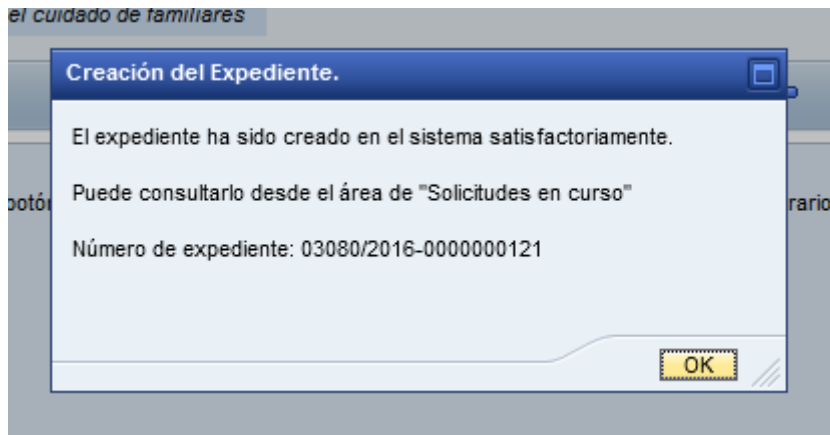 el cuidado de familiares
Creación del Expediente.
El expediente ha sido creado en el sistema satisfactoriamente.
Puede consultarlo desde el área de "Solicitudes en curso"
Número de expediente: 03080/2016-0000000121
OK